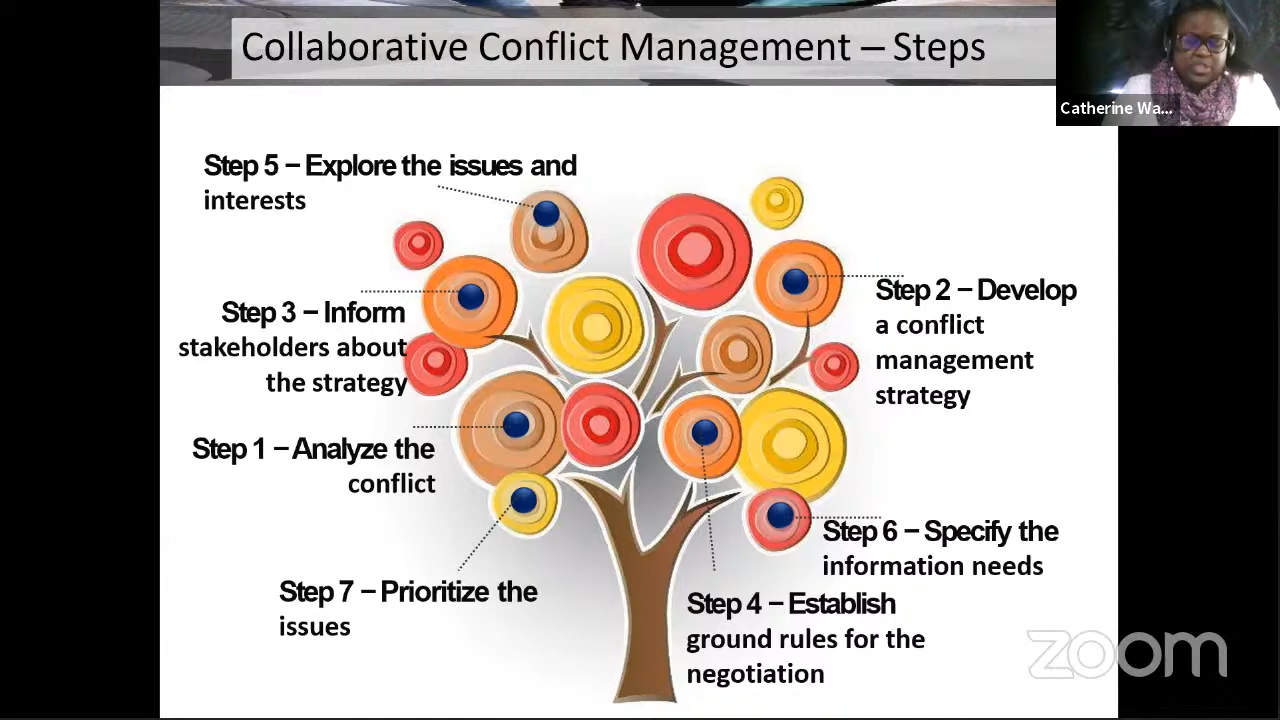 Collaborative Conflict Management – Steps
Catherine Wa...
Step 5 – Explore the issues and
interests
Step 3 – Inform
stakeholders about
the strategy
Step 2 – Develop
a conflict
management
strategy
Step 1 – Analyze the
conflict
Step 6 – Specify the
information needs
Step 7 – Prioritize the
issues
Step 4 – Establish
ground rules for the
negotiation
zoom